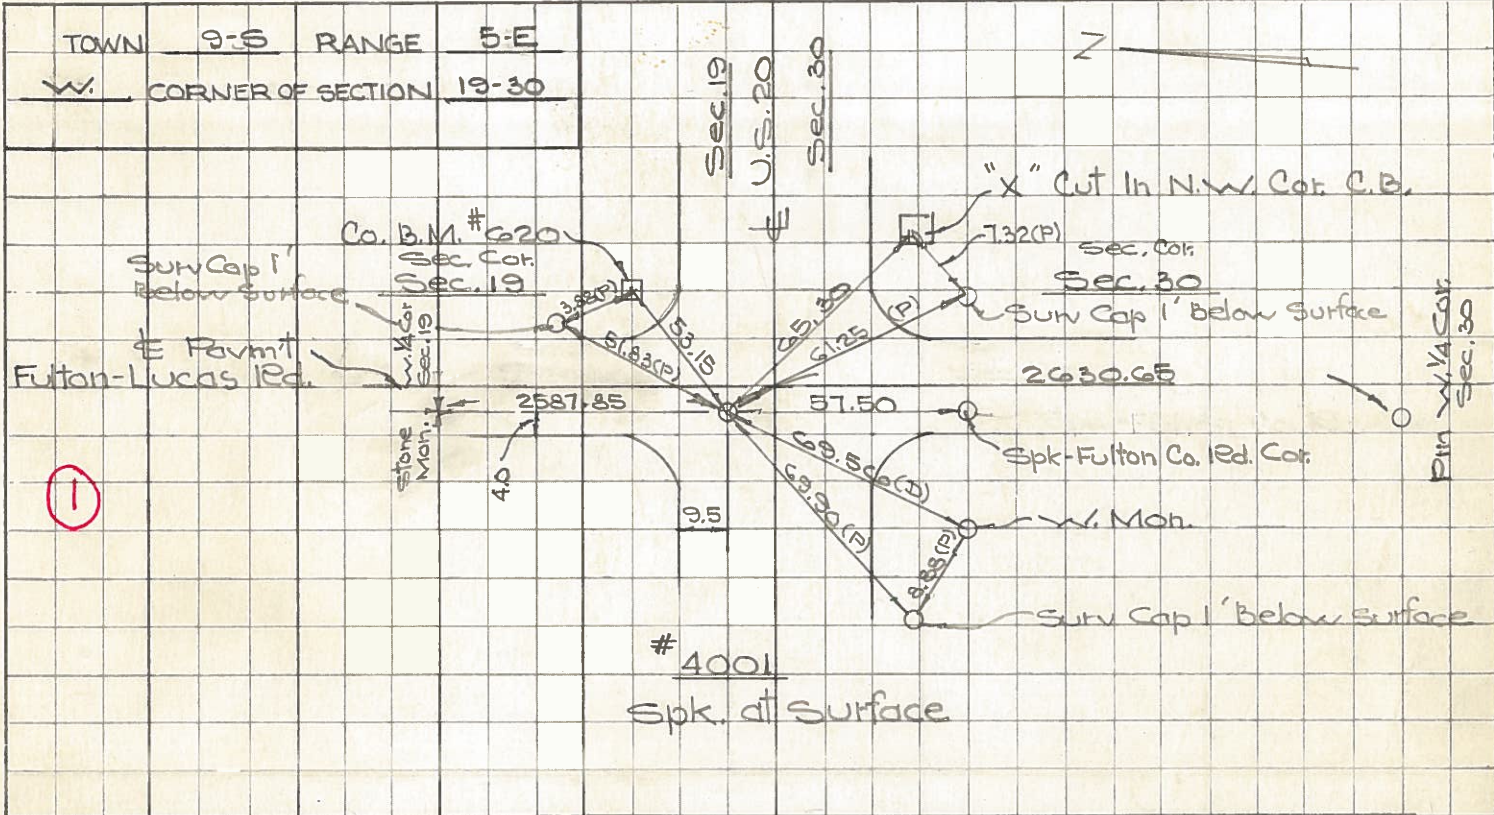 TOWN 9-S RANGE 5-E
W. CORNER OF SECTION 19-30
Sec. 19
U.S. 20
Sec. 30
N
"X" Cut In N.W. Cor. C.B.
Co. B.M. #620
Sec. Cor.
Sec. 19
Surv Cap 1'
Below Surface
3.88(P)
53.15
51.83(P)
65.30
7.32(P)
61.25 (P)
Sec. Cor.
Sec. 30
Surv Cap 1' Below Surface
℄
℄ Pavm't
Fulton-Lucas Rd.
W. 1/4 Cor
Sec. 19
Stone
Mon.
2587.85
4.0
57.50
2630.65
Spk-Fulton Co. Rd. Cor.
Pin W. 1/4 Cor.
Sec. 30
69.56(D)
69.90(P)
8.88(P)
9.5
W. Mon.
Surv Cap 1' Below Surface
#4001
Spk. at Surface
1